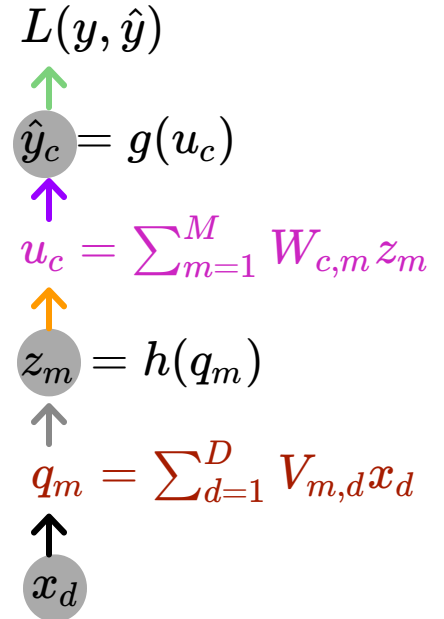 L(y, ŷ)
ŷ_c = g(u_c)
u_c = ∑_{m=1}^{M} W_{c,m} z_m
z_m = h(q_m)
q_m = ∑_{d=1}^{D} V_{m,d} x_d
x_d